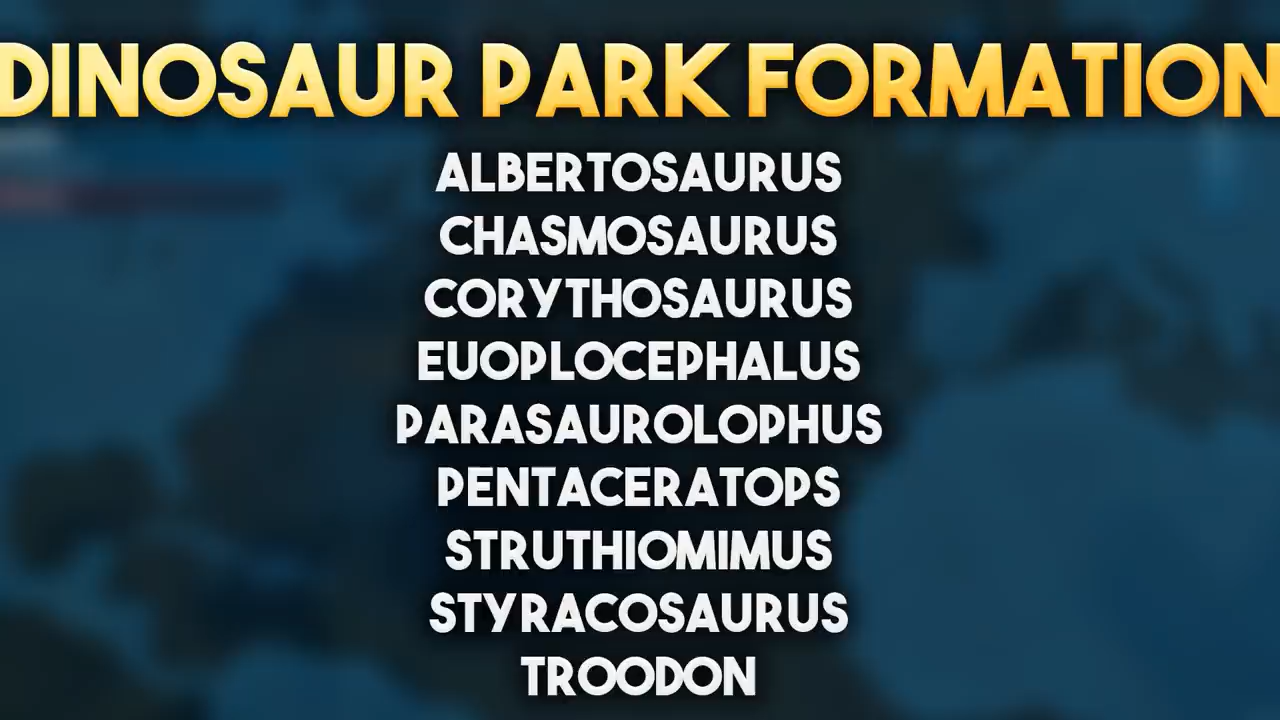 DINOSAUR PARK FORMATION
ALBERTOSAURUS
CHASMOSAURUS
CORYTHOSAURUS
EUOPLOCEPHALUS
PARASAUROLOPHUS
PENTACERATOPS
STRUTHIOMIMUS
STYRACOSAURUS
TROODON